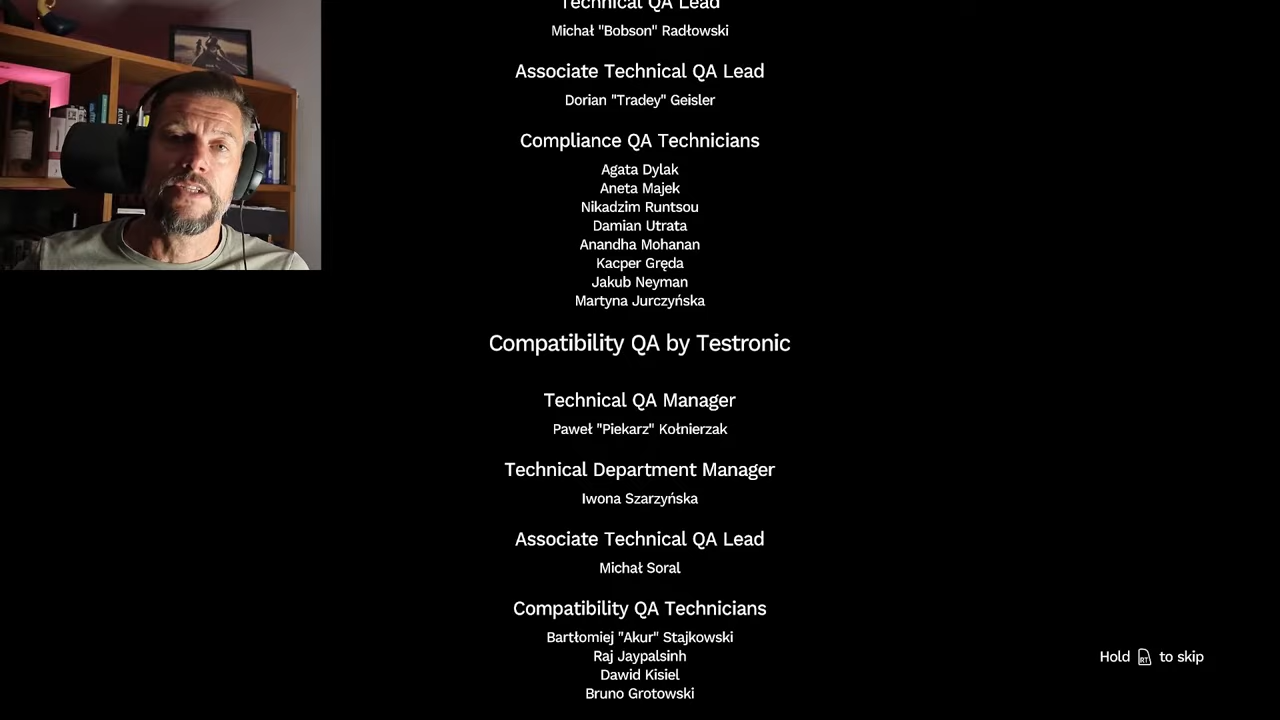 Technical QA Lead
Michał "Bobson" Radłowski
Associate Technical QA Lead
Dorian "Tradey" Geisler
Compliance QA Technicians
Agata Dylak
Aneta Majek
Nikadzim Runtsou
Damian Utrata
Anandha Mohanan
Kacper Gręda
Jakub Neyman
Martyna Jurczyńska
Compatibility QA by Testronic
Technical QA Manager
Paweł "Piekarz" Kołnierzak
Technical Department Manager
Iwona Szarzyńska
Associate Technical QA Lead
Michał Soral
Compatibility QA Technicians
Bartłomiej "Akur" Stajkowski
Raj Jaypalsinh
Dawid Kisiel
Bruno Grotowski
Hold RT to skip